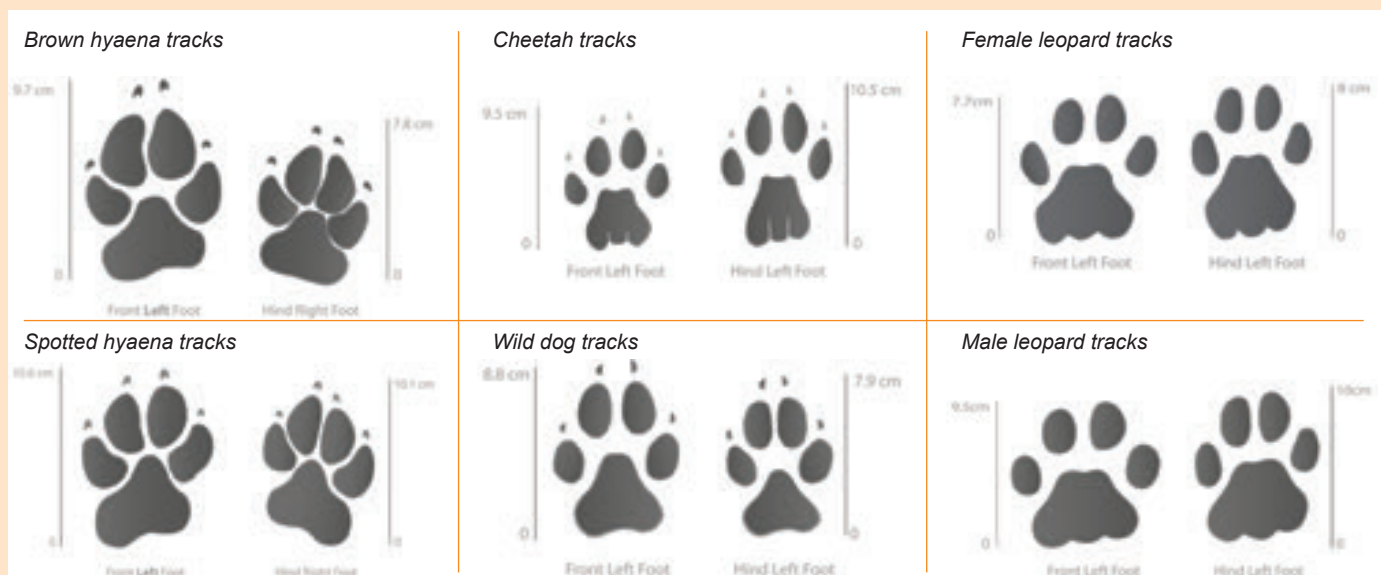 Brown hyaena tracks
9.7 cm
7.8 cm
0
0
Front Left Foot
Hind Right Foot
Cheetah tracks
9.5 cm
10.5 cm
0
0
Front Left Foot
Hind Left Foot
Female leopard tracks
7.7cm
8 cm
0
0
Front Left Foot
Hind Left Foot
Spotted hyaena tracks
10.6 cm
10.1 cm
0
0
Front Left Foot
Hind Right Foot
Wild dog tracks
8.8 cm
7.9 cm
0
0
Front Left Foot
Hind Left Foot
Male leopard tracks
9.5cm
10cm
0
0
Front Left Foot
Hind Left Foot